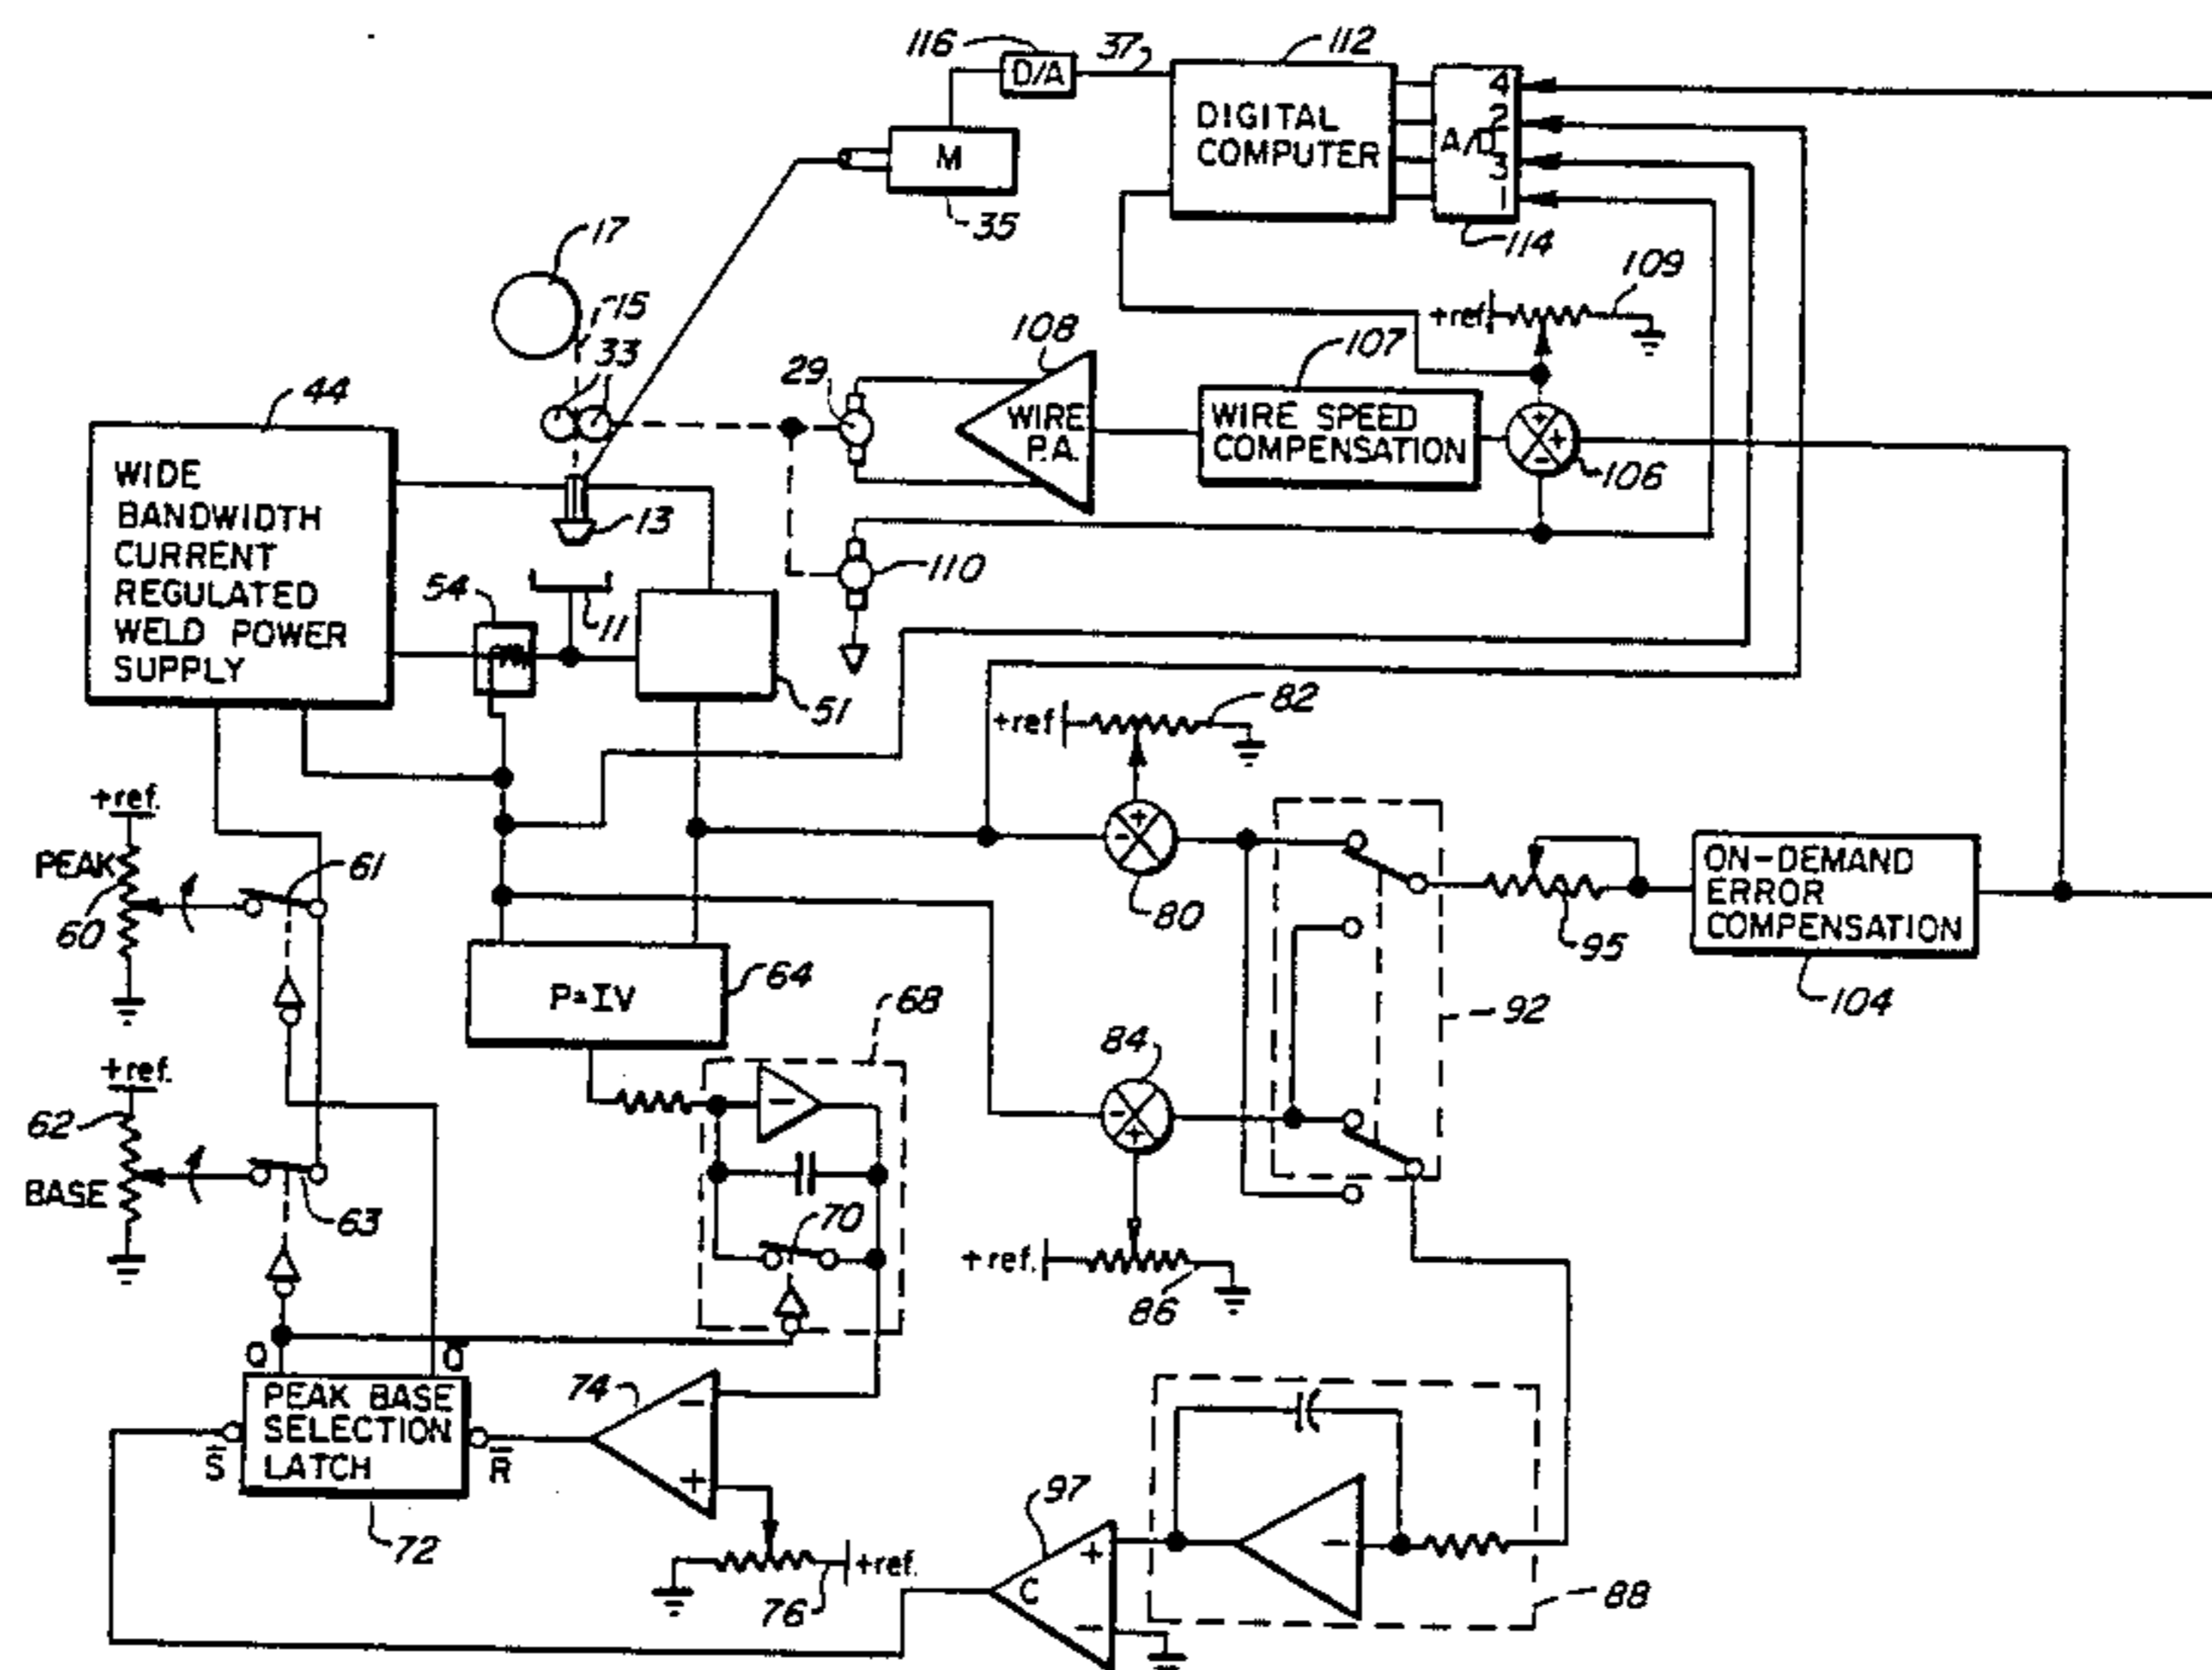 116
37
112
D/A
DIGITAL
COMPUTER
4
2
A/D
3
1
M
35
114
17
15
33
109
+ref.
108
107
29
44
WIRE
P.A.
WIRE SPEED
COMPENSATION
+
+
-
106
WIDE
BANDWIDTH
CURRENT
REGULATED
WELD POWER
SUPPLY
13
54
11
110
51
+ref
82
+ref.
PEAK
60
61
+
-
80
ON-DEMAND
ERROR
COMPENSATION
95
104
P=IV
64
68
92
+ref.
62
BASE
63
84
-
+
-
70
+ref.
86
Q
Q̅
PEAK BASE
SELECTION
LATCH
S̅
R̅
72
74
-
+
76
+ref.
97
+
C
-
-
88